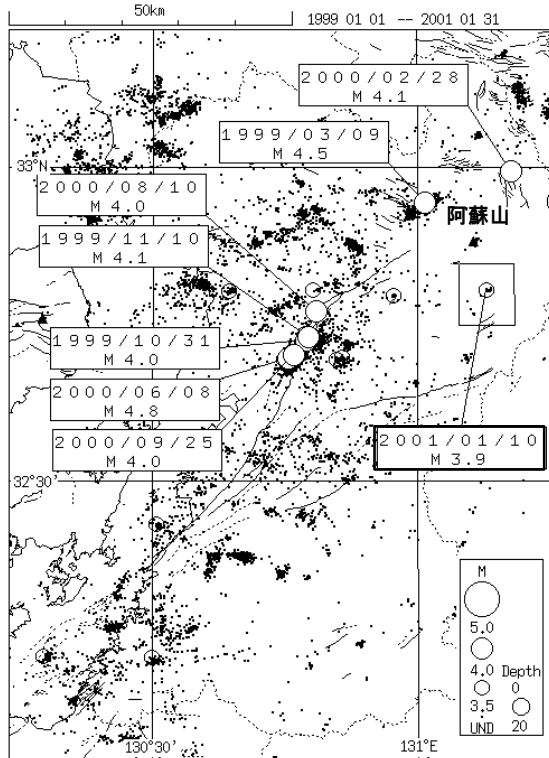 50km
1999 01 01 -- 2001 01 31
2000/02/28
M 4.1
1999/03/09
M 4.5
33°N
2000/08/10
M 4.0
阿蘇山
1999/11/10
M 4.1
1999/10/31
M 4.0
2000/06/08
M 4.8
2000/09/25
M 4.0
2001/01/10
M 3.9
32°30'
M
5.0
4.0 Depth
0
3.5
UND 20
130°30'
131°E